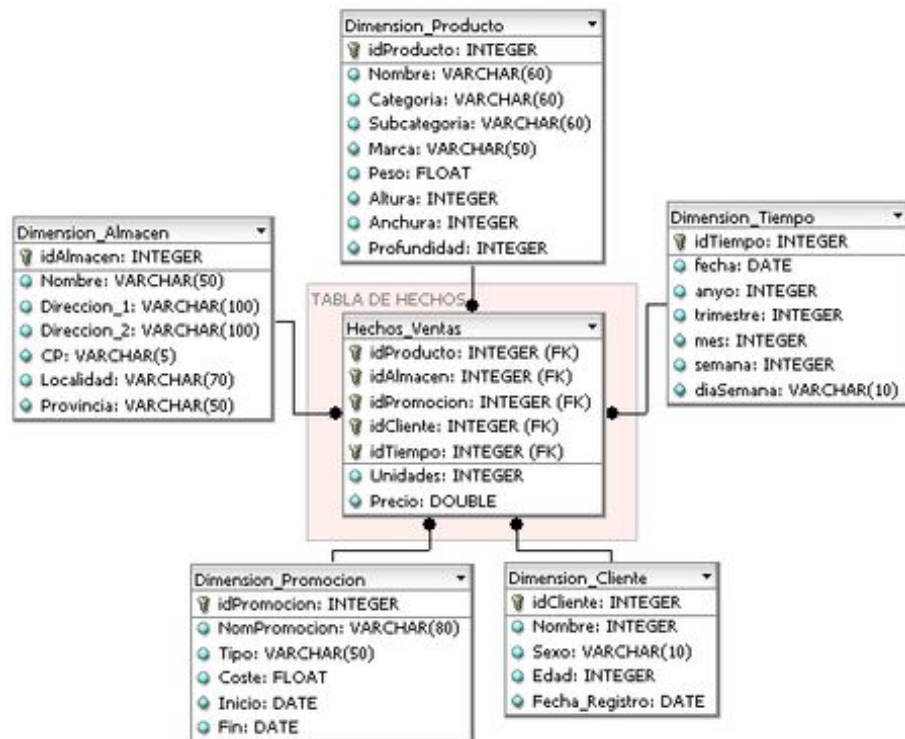 Dimension_Producto
idProducto: INTEGER
Nombre: VARCHAR(60)
Categoria: VARCHAR(60)
Subcategoria: VARCHAR(60)
Marca: VARCHAR(50)
Peso: FLOAT
Altura: INTEGER
Anchura: INTEGER
Profundidad: INTEGER
Dimension_Almacen
idAlmacen: INTEGER
Nombre: VARCHAR(50)
Direccion_1: VARCHAR(100)
Direccion_2: VARCHAR(100)
CP: VARCHAR(5)
Localidad: VARCHAR(70)
Provincia: VARCHAR(50)
Dimension_Tiempo
idTiempo: INTEGER
fecha: DATE
anyo: INTEGER
trimestre: INTEGER
mes: INTEGER
semana: INTEGER
diaSemana: VARCHAR(10)
TABLA DE HECHOS
Hechos_Ventas
idProducto: INTEGER (FK)
idAlmacen: INTEGER (FK)
idPromocion: INTEGER (FK)
idCliente: INTEGER (FK)
idTiempo: INTEGER (FK)
Unidades: INTEGER
Precio: DOUBLE
Dimension_Promocion
idPromocion: INTEGER
NomPromocion: VARCHAR(80)
Tipo: VARCHAR(50)
Coste: FLOAT
Inicio: DATE
Fin: DATE
Dimension_Cliente
idCliente: INTEGER
Nombre: INTEGER
Sexo: VARCHAR(10)
Edad: INTEGER
Fecha_Registro: DATE